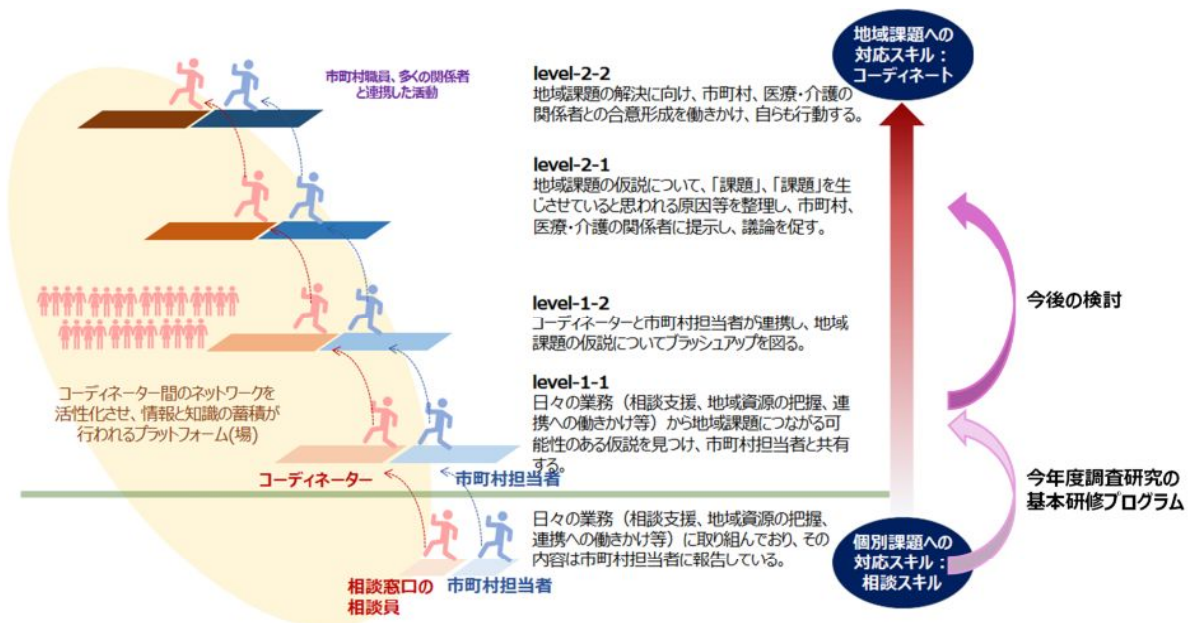 地域課題への
対応スキル:
コーディネート
市町村職員、多くの関係者
と連携した活動
level-2-2
地域課題の解決に向け、市町村、医療・介護の
関係者との合意形成を働きかけ、自らも行動する。
level-2-1
地域課題の仮説について、「課題」、「課題」を生
じさせていると思われる原因等を整理し、市町村、
医療・介護の関係者に提示し、議論を促す。
今後の検討
level-1-2
コーディネーターと市町村担当者が連携し、地域
課題の仮説についてブラッシュアップを図る。
コーディネーター間のネットワークを
活性化させ、情報と知識の蓄積が
行われるプラットフォーム(場)
level-1-1
日々の業務(相談支援、地域資源の把握、連
携への働きかけ等)から地域課題につながる可
能性のある仮説を見つけ、市町村担当者と共有
する。
コーディネーター
市町村担当者
今年度調査研究の
基本研修プログラム
日々の業務(相談支援、地域資源の把握、
連携への働きかけ等)に取り組んでおり、その
内容は市町村担当者に報告している。
個別課題への
対応スキル:
相談スキル
相談窓口の
相談員
市町村担当者